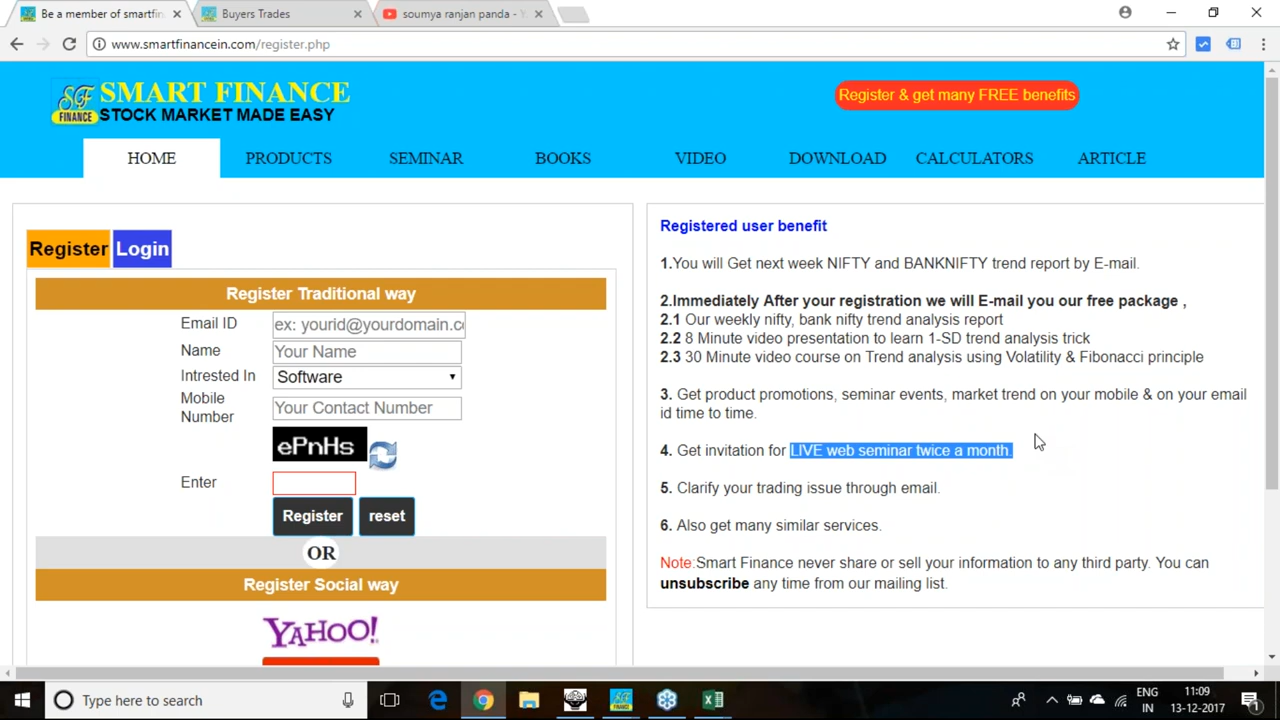 Be a member of smartfin
Buyers Trades
soumya ranjan panda - Y
www.smartfinancein.com/register.php
SF
FINANCE
SMART FINANCE
STOCK MARKET MADE EASY
Register & get many FREE benefits
HOME
PRODUCTS
SEMINAR
BOOKS
VIDEO
DOWNLOAD
CALCULATORS
ARTICLE
Register
Login
Register Traditional way
Email ID
ex: yourid@yourdomain.co
Name
Your Name
Intrested In
Software
Mobile
Number
Your Contact Number
ePnHs
Enter
Register
reset
OR
Register Social way
YAHOO!
Registered user benefit
1.You will Get next week NIFTY and BANKNIFTY trend report by E-mail.
2.Immediately After your registration we will E-mail you our free package ,
2.1 Our weekly nifty, bank nifty trend analysis report
2.2 8 Minute video presentation to learn 1-SD trend analysis trick
2.3 30 Minute video course on Trend analysis using Volatility & Fibonacci principle
3. Get product promotions, seminar events, market trend on your mobile & on your email
id time to time.
4. Get invitation for LIVE web seminar twice a month.
5. Clarify your trading issue through email.
6. Also get many similar services.
Note:Smart Finance never share or sell your information to any third party. You can
unsubscribe any time from our mailing list.
Type here to search
ENG
IN
11:09
13-12-2017
1